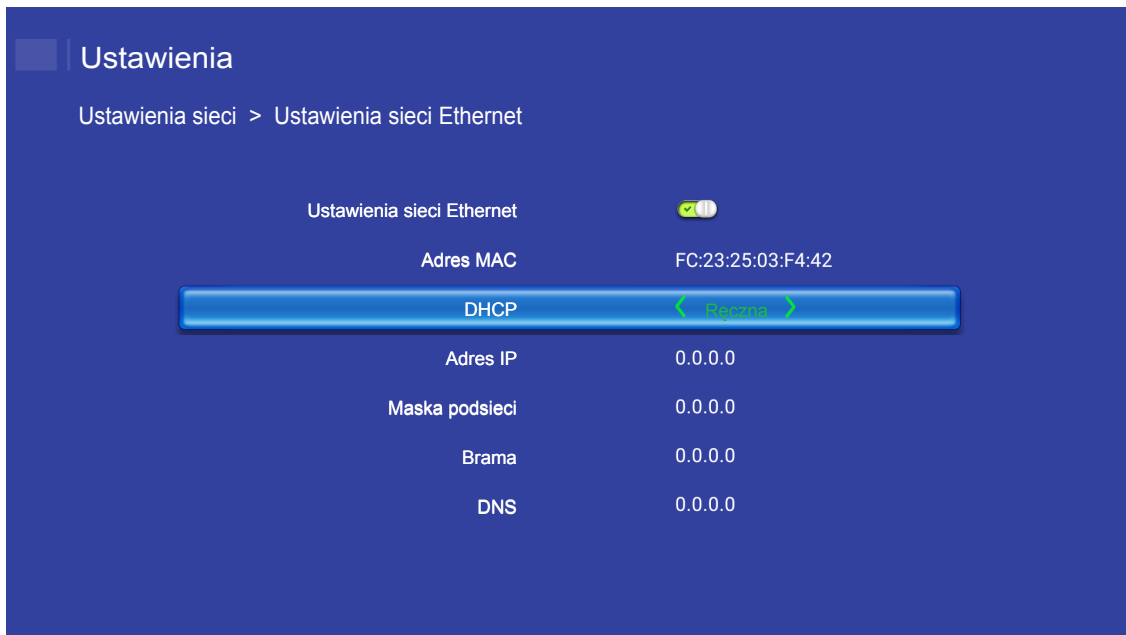 Ustawienia
Ustawienia sieci > Ustawienia sieci Ethernet
Ustawienia sieci Ethernet
Adres MAC FC:23:25:03:F4:42
DHCP Ręczna
Adres IP 0.0.0.0
Maska podsieci 0.0.0.0
Brama 0.0.0.0
DNS 0.0.0.0